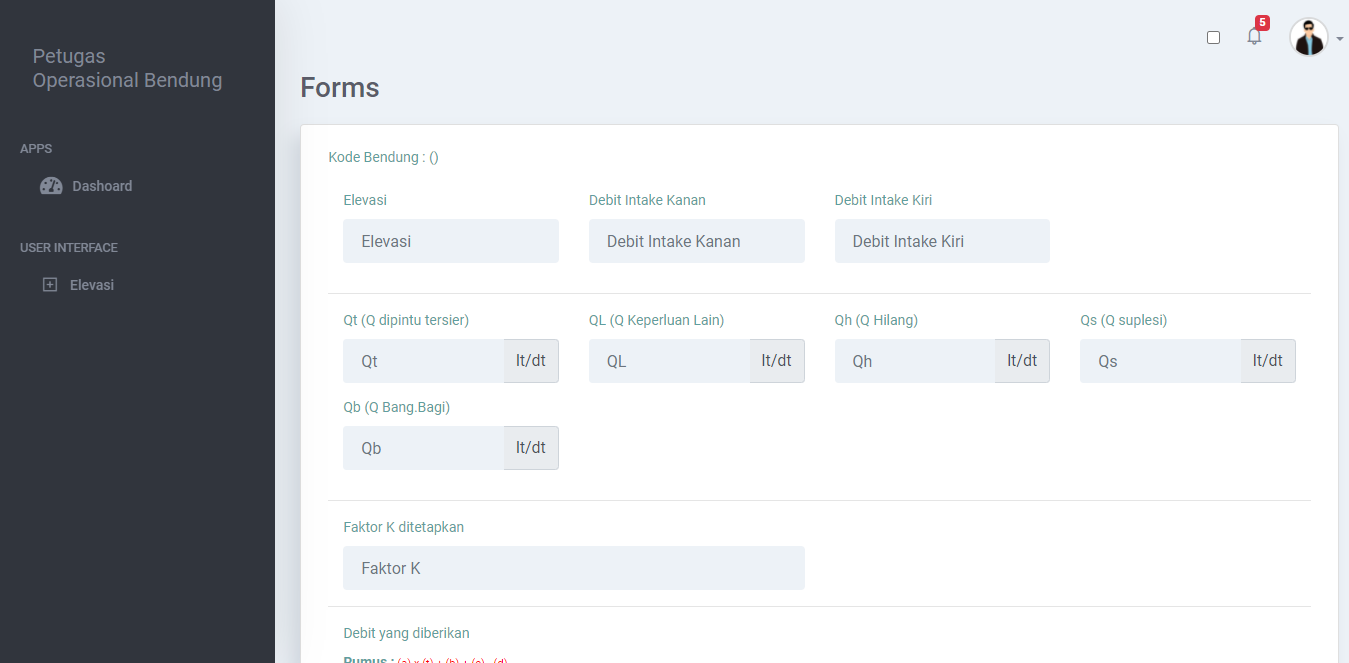 5
Petugas
Operasional Bendung
Forms
APPS
Dashoard
USER INTERFACE
Elevasi
Kode Bendung : ()
Elevasi Debit Intake Kanan Debit Intake Kiri
Elevasi Debit Intake Kanan Debit Intake Kiri
Qt (Q dipintu tersier) QL (Q Keperluan Lain) Qh (Q Hilang) Qs (Q suplesi)
Qt lt/dt QL lt/dt Qh lt/dt Qs lt/dt
Qb (Q Bang.Bagi)
Qb lt/dt
Faktor K ditetapkan
Faktor K
Debit yang diberikan
Rumus :